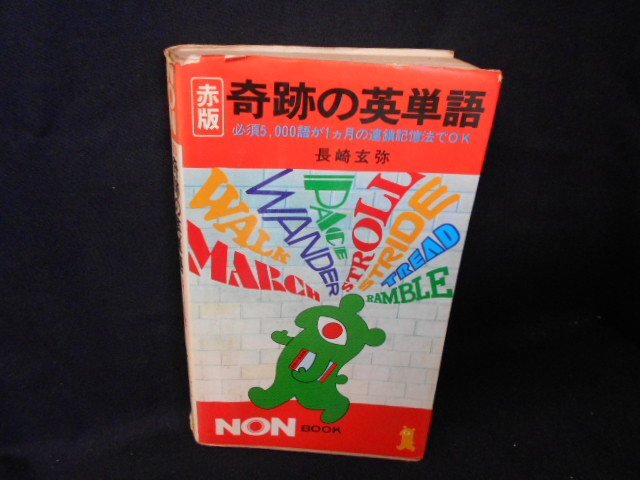 赤版
奇跡の英単語
必須5,000語が1ヵ月の連鎖記憶法でOK
長崎玄弥
WALK
WANDER
PACE
STROLL
STRIDE
TREAD
MARCH
RAMBLE
NON BOOK